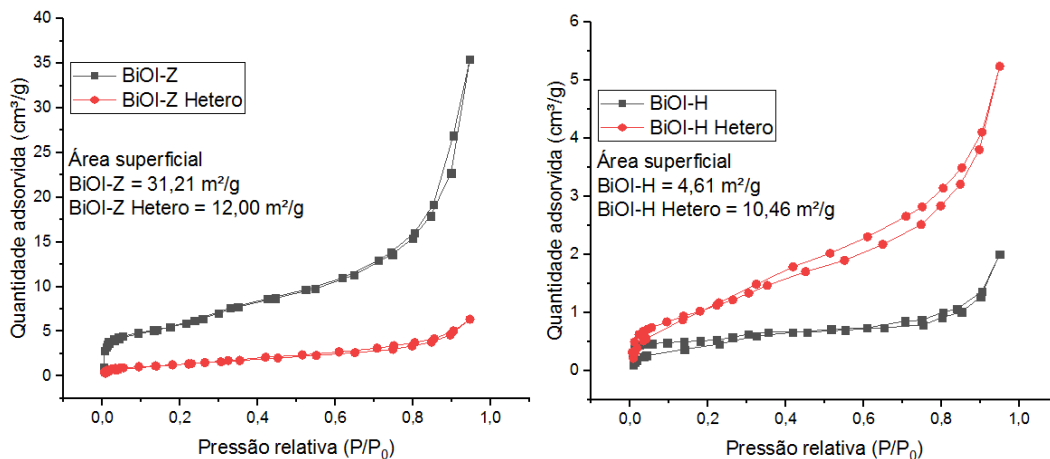 40
35
30
25
20
15
10
5
0
Quantidade adsorvida (cm³/g)
BiOI-Z
BiOI-Z Hetero
Área superficial
BiOI-Z = 31,21 m²/g
BiOI-Z Hetero = 12,00 m²/g
0,0 0,2 0,4 0,6 0,8 1,0
Pressão relativa (P/P₀)
6
5
4
3
2
1
0
Quantidade adsorvida (cm³/g)
BiOI-H
BiOI-H Hetero
Área superficial
BiOI-H = 4,61 m²/g
BiOI-H Hetero = 10,46 m²/g
0,0 0,2 0,4 0,6 0,8 1,0
Pressão relativa (P/P₀)